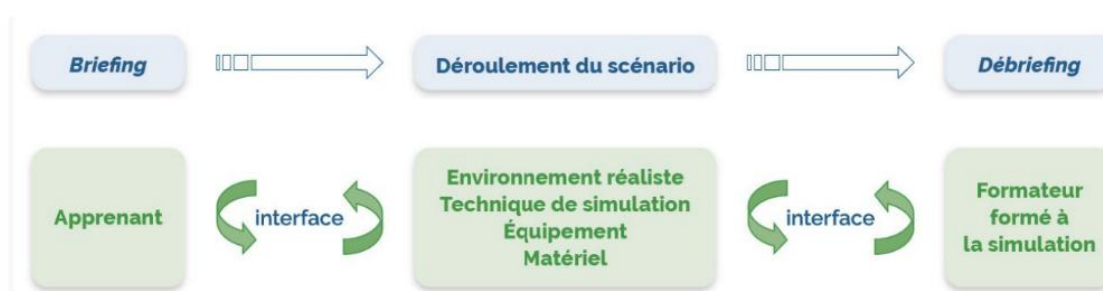 Briefing
Déroulement du scénario
Débriefing
Apprenant
interface
Environnement réaliste
Technique de simulation
Équipement
Matériel
interface
Formateur
formé à
la simulation